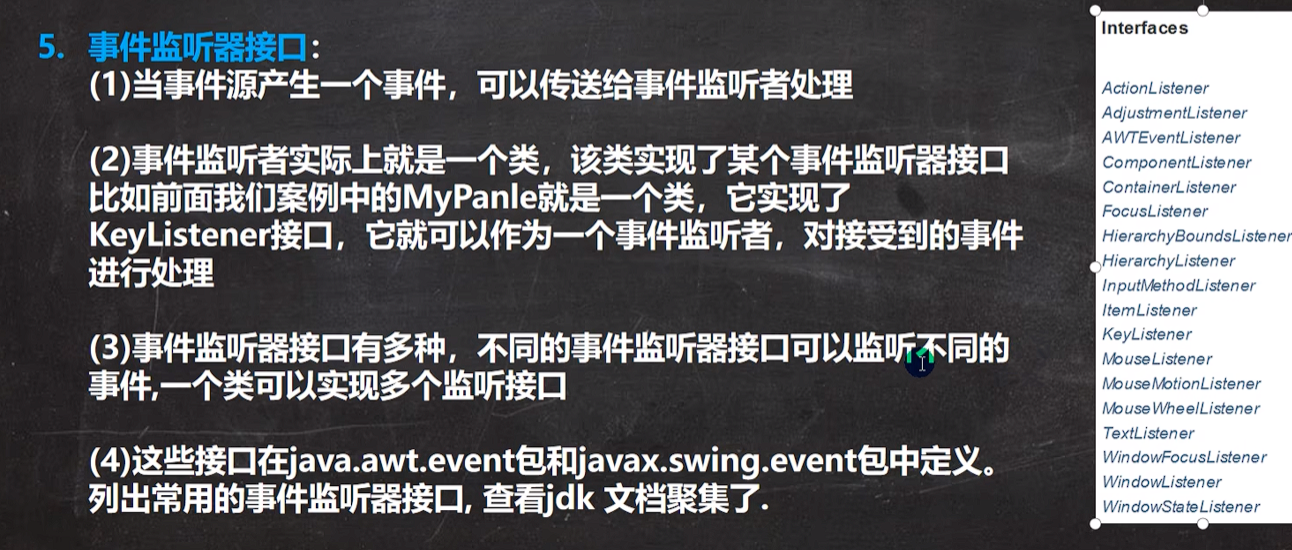 5. 事件监听器接口：
(1)当事件源产生一个事件，可以传送给事件监听者处理
(2)事件监听者实际上就是一个类，该类实现了某个事件监听器接口
比如前面我们案例中的MyPanle就是一个类，它实现了
KeyListener接口，它就可以作为一个事件监听者，对接受到的事件
进行处理
(3)事件监听器接口有多种，不同的事件监听器接口可以监听不同的
事件,一个类可以实现多个监听接口
(4)这些接口在java.awt.event包和javax.swing.event包中定义。
列出常用的事件监听器接口, 查看jdk 文档聚集了.
Interfaces
ActionListener
AdjustmentListener
AWTEventListener
ComponentListener
ContainerListener
FocusListener
HierarchyBoundsListener
HierarchyListener
InputMethodListener
ItemListener
KeyListener
MouseListener
MouseMotionListener
MouseWheelListener
TextListener
WindowFocusListener
WindowListener
WindowStateListener